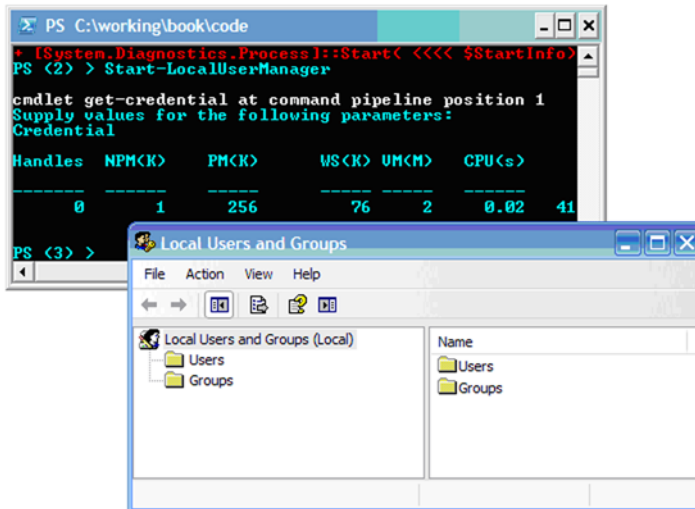 PS C:\working\book\code
+ [System.Diagnostics.Process]::Start( <<<< $StartInfo)
PS (2) > Start-LocalUserManager
cmdlet get-credential at command pipeline position 1
Supply values for the following parameters:
Credential
Handles NPM(K) PM(K) WS(K) VM(M) CPU(s)
------- ------ ----- ----- ----- ------
0 1 256 76 2 0.02 41
PS (3) >
Local Users and Groups
File Action View Help
Local Users and Groups (Local)
Users
Groups
Name
Users
Groups